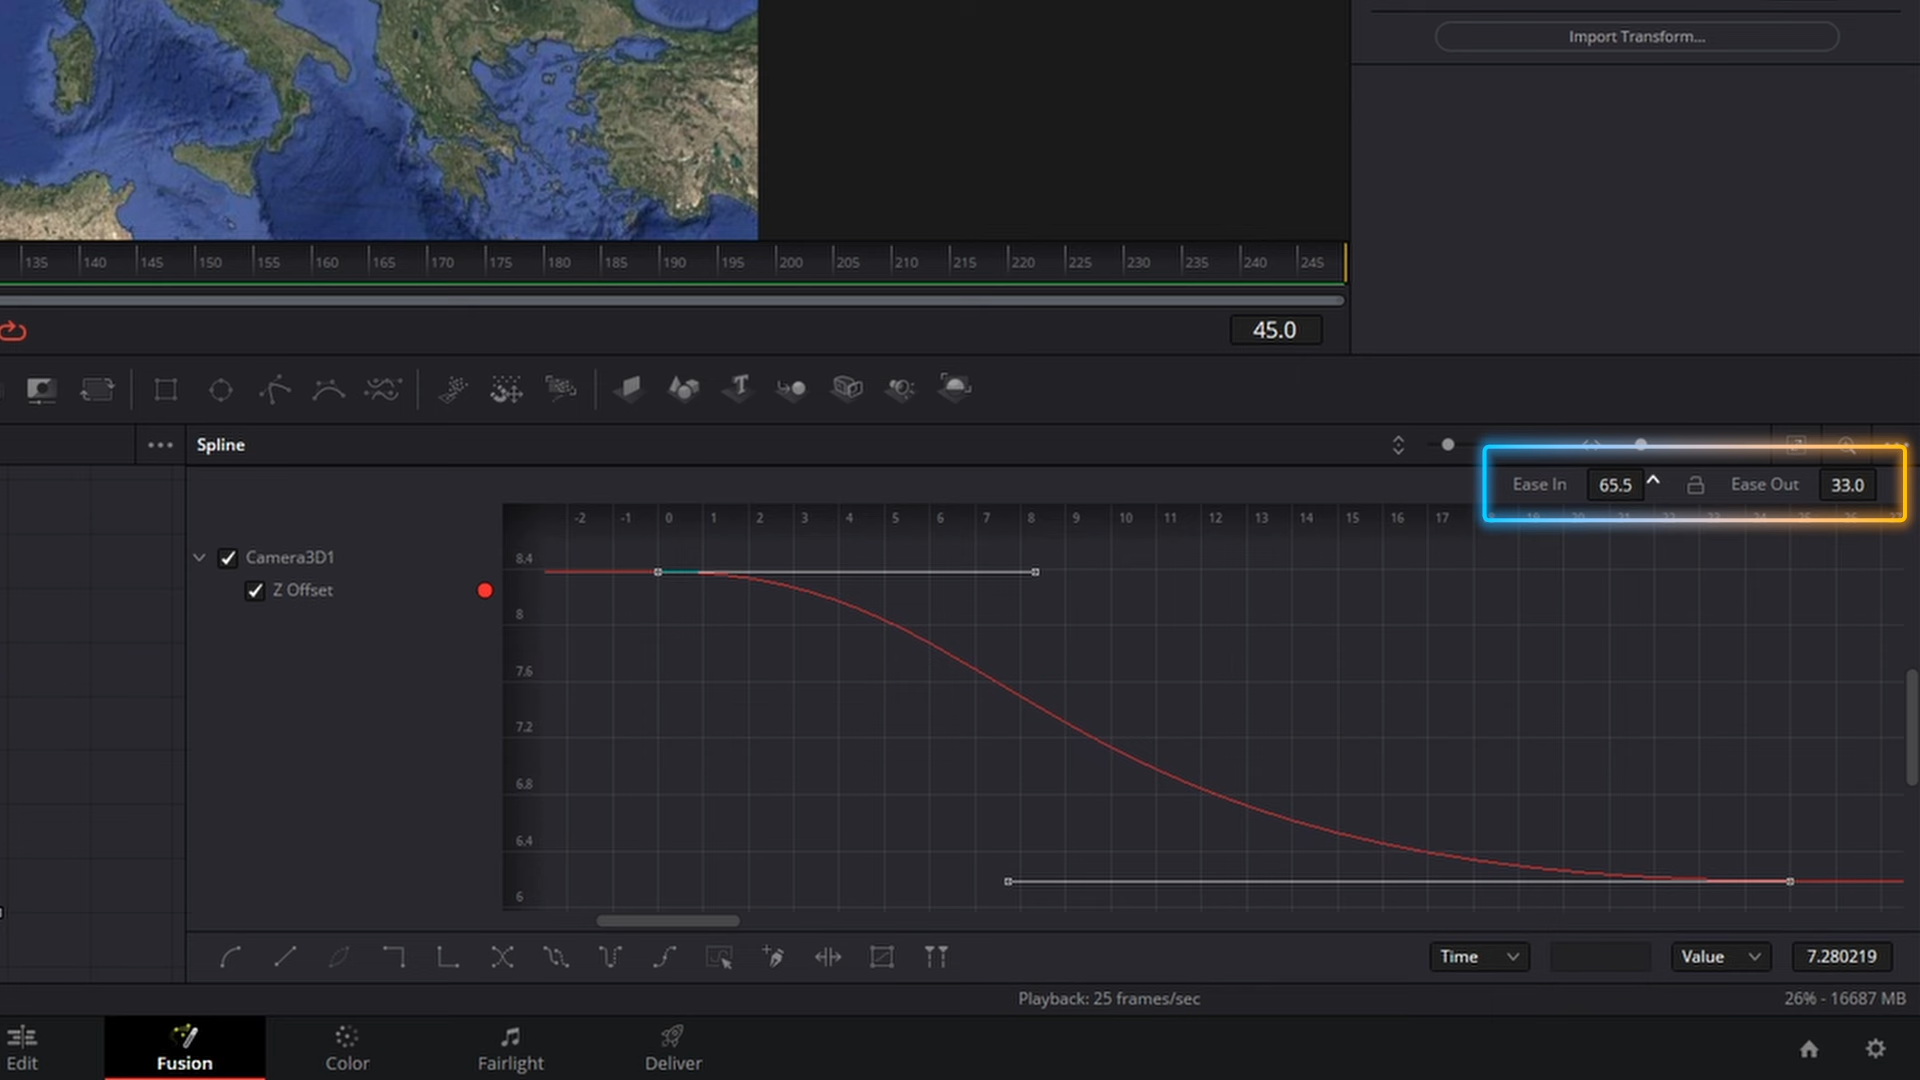 Import Transform...
135 140 145 150 155 160 165 170 175 180 185 190 195 200 205 210 215 220 225 230 235 240 245
45.0
Spline
Ease In 65.5 Ease Out 33.0
-2 -1 0 1 2 3 4 5 6 7 8 9 10 11 12 13 14 15 16 17
Camera3D1
Z Offset
8.4
8
7.6
7.2
6.8
6.4
6
Time Value 7.280219
Playback: 25 frames/sec
26% - 16687 MB
Edit Fusion Color Fairlight Deliver